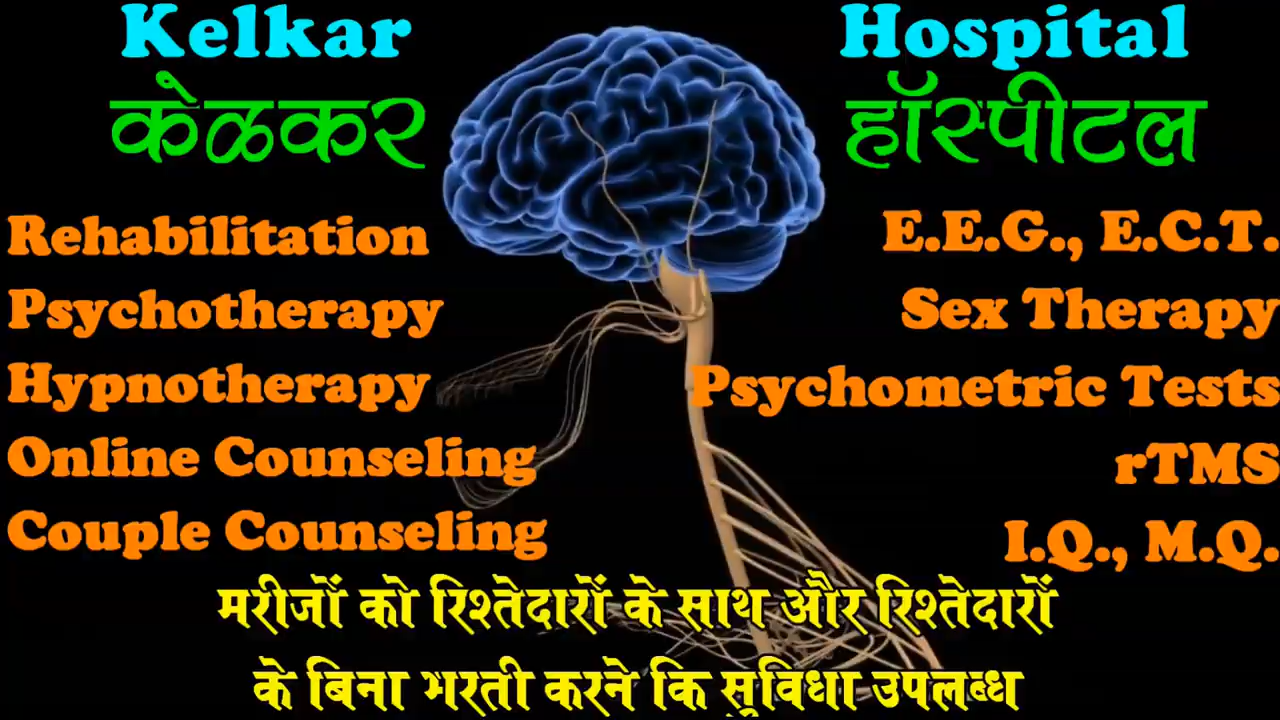 Kelkar Hospital
केळकर हॉस्पीटल
Rehabilitation
Psychotherapy
Hypnotherapy
Online Counseling
Couple Counseling
E.E.G., E.C.T.
Sex Therapy
Psychometric Tests
rTMS
I.Q., M.Q.
मरीजों को रिश्तेदारों के साथ और रिश्तेदारों
के बिना भरती करने कि सुविधा उपलब्ध